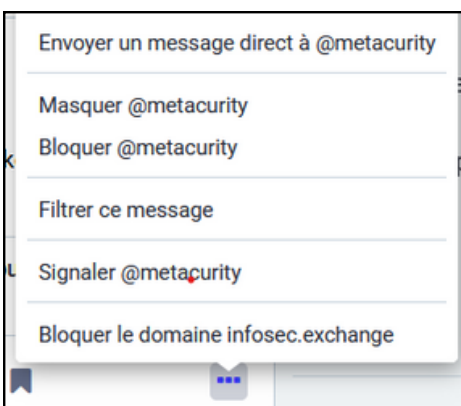 Envoyer un message direct à @metacurity
Masquer @metacurity
Bloquer @metacurity
Filtrer ce message
Signaler @metacurity
Bloquer le domaine infosec.exchange